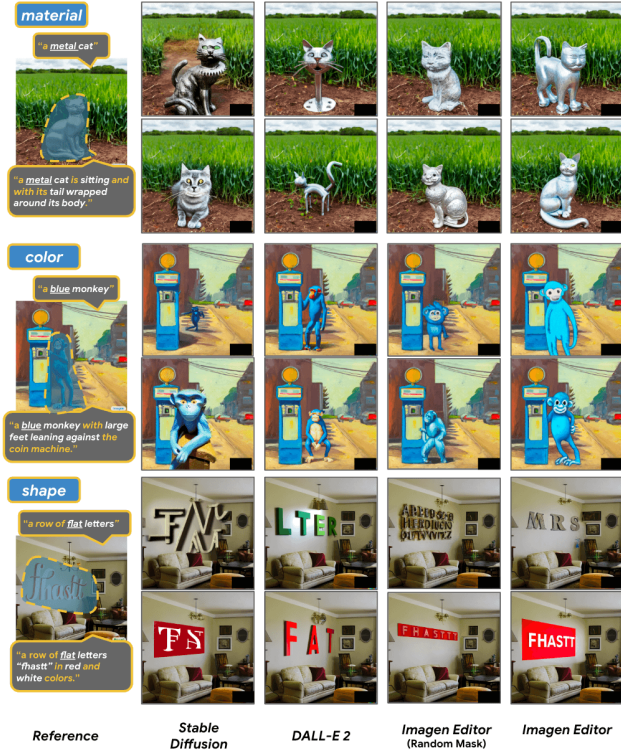 material
“a metal cat”
“a metal cat is sitting and
with its tail wrapped
around its body.”
color
“a blue monkey”
“a blue monkey with large
feet leaning against the
coin machine.”
shape
“a row of flat letters”
fhastt
“a row of flat letters
“fhastt” in red and
white colors.”
LTER
MRS
FAT
FHASTTT
FHASTT
Reference
Stable
Diffusion
DALL-E 2
Imagen Editor
(Random Mask)
Imagen Editor